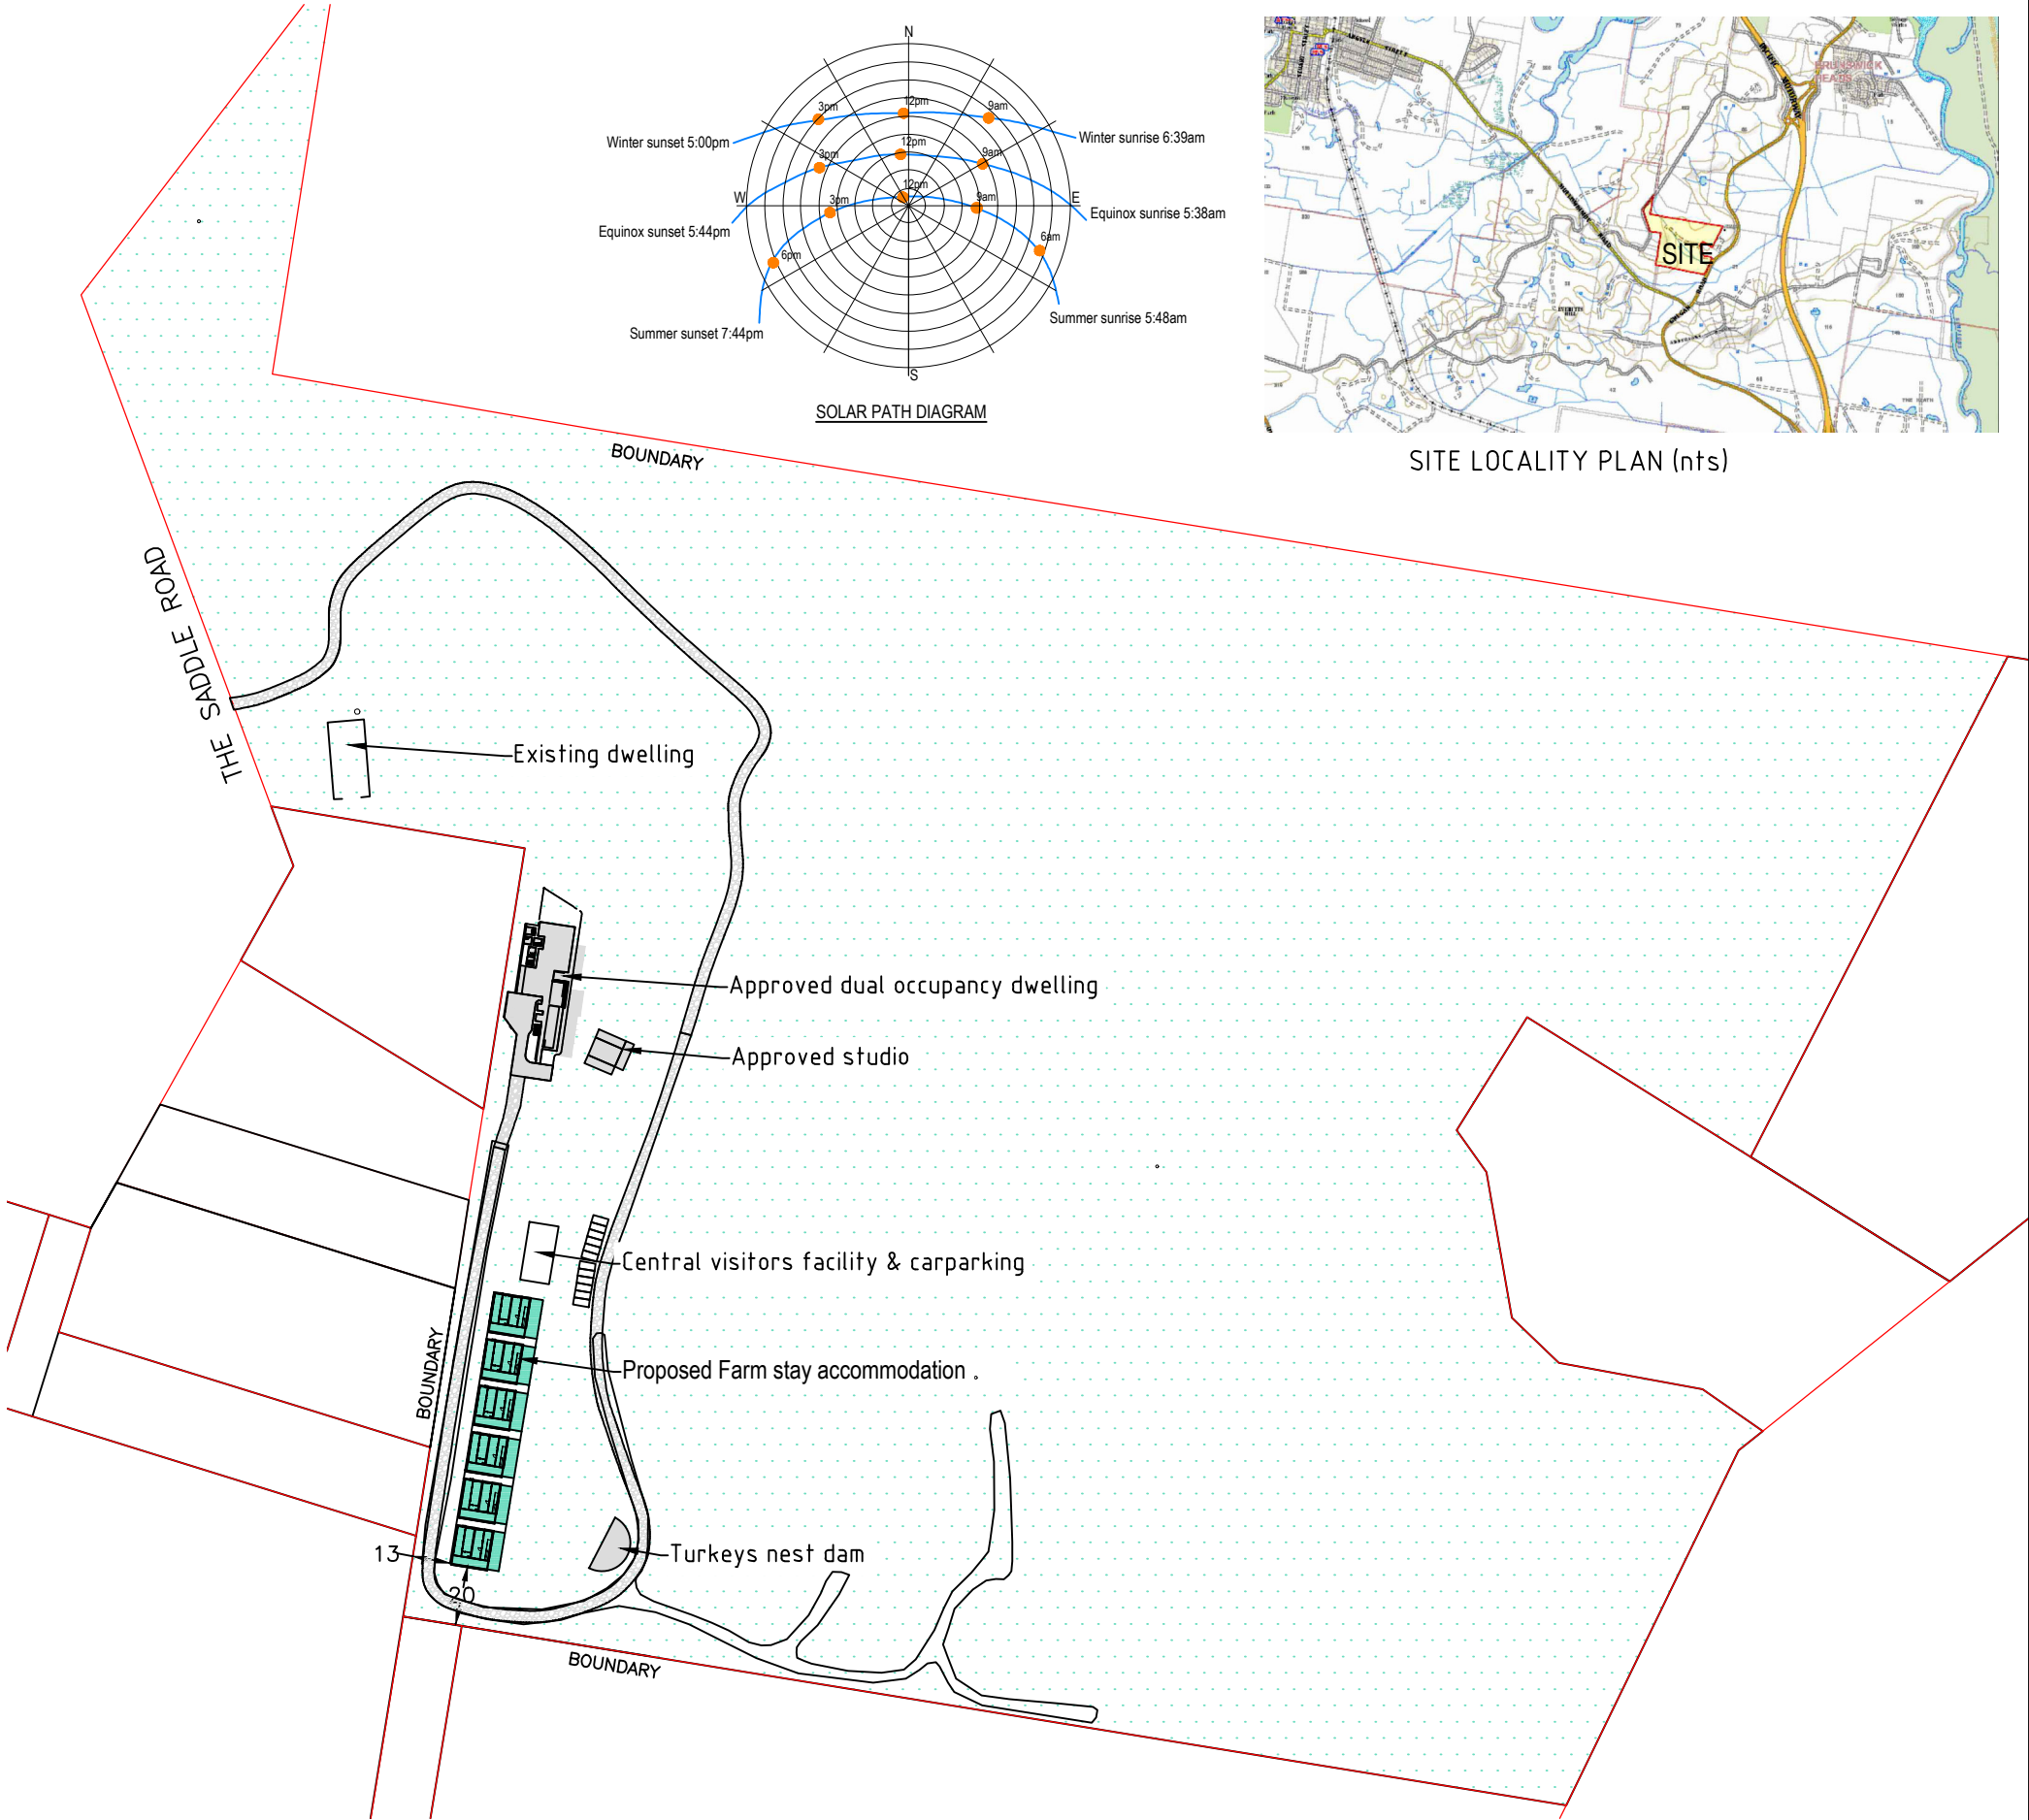 N
3pm
12pm
9am
Winter sunset 5:00pm
Winter sunrise 6:39am
3pm
12pm
9am
W
E
12pm
3pm
9am
Equinox sunset 5:44pm
Equinox sunrise 5:38am
6pm
6am
Summer sunset 7:44pm
Summer sunrise 5:48am
S
SOLAR PATH DIAGRAM
BRUNSWICK
HEADS
SITE
SITE LOCALITY PLAN (nts)
BOUNDARY
THE SADDLE ROAD
Existing dwelling
Approved dual occupancy dwelling
Approved studio
Central visitors facility & carparking
BOUNDARY
Proposed Farm stay accommodation .
13
20
Turkeys nest dam
BOUNDARY